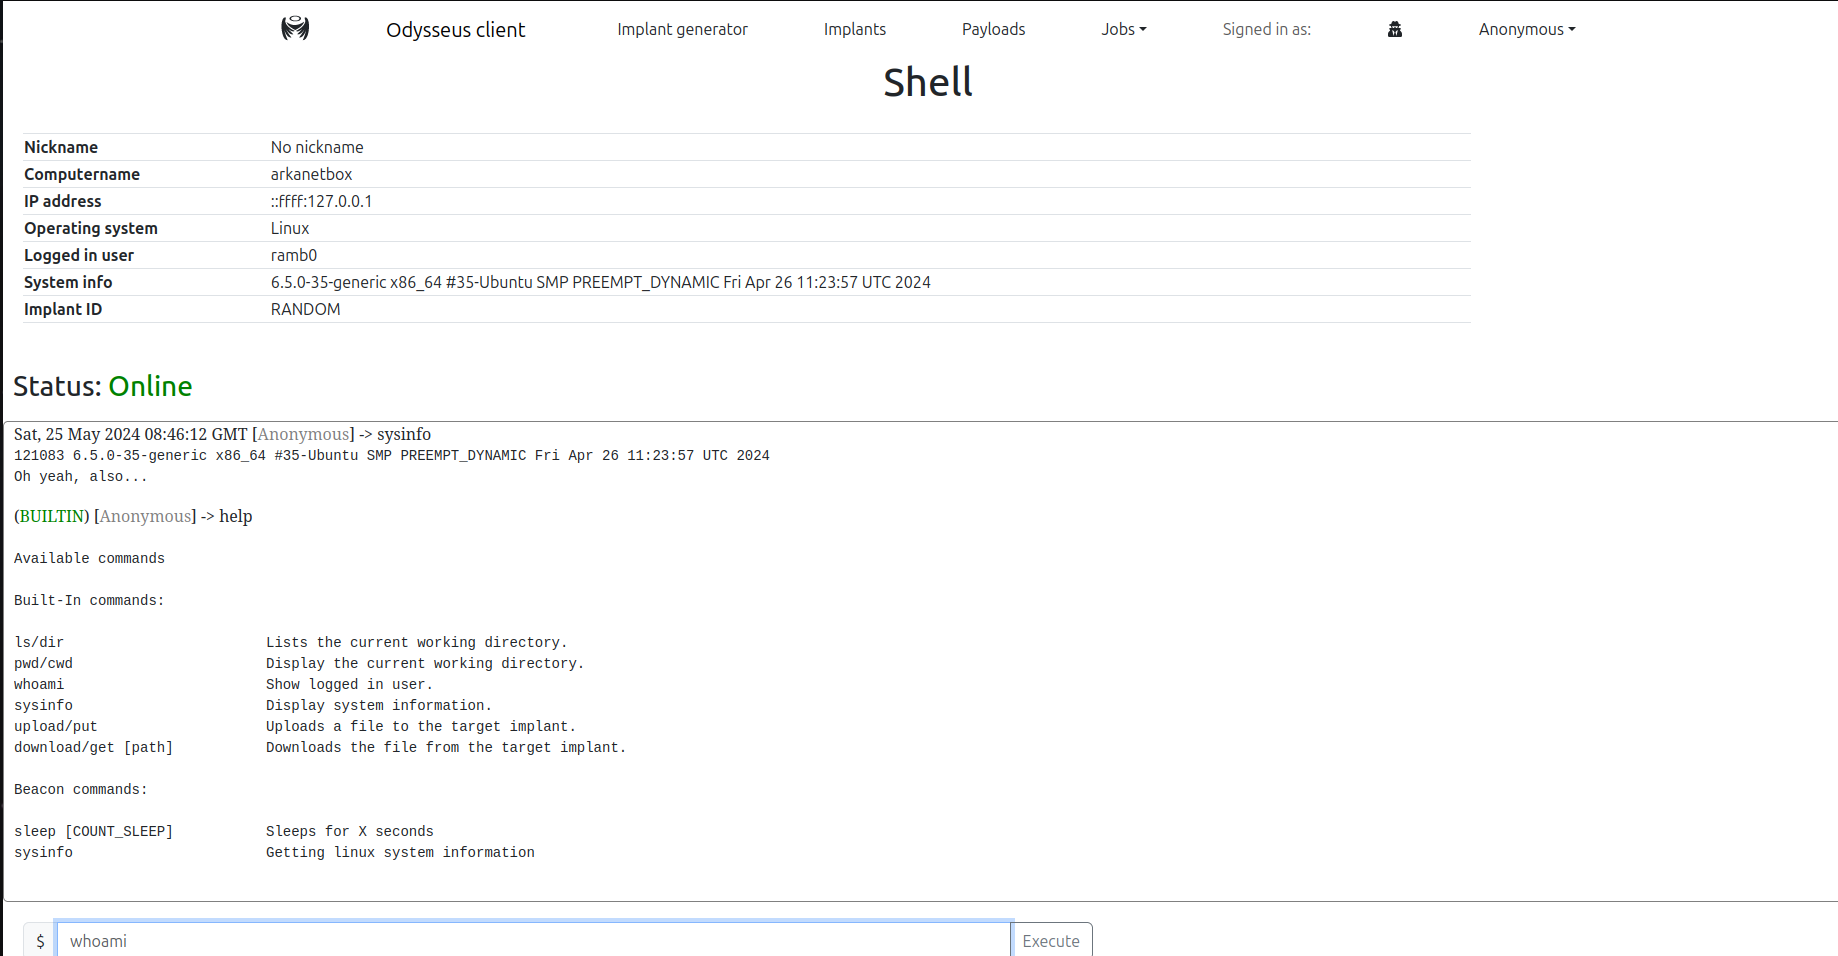 Odysseus client Implant generator Implants Payloads Jobs Signed in as: Anonymous
Shell
Nickname No nickname
Computername arkanetbox
IP address ::ffff:127.0.0.1
Operating system Linux
Logged in user ramb0
System info 6.5.0-35-generic x86_64 #35-Ubuntu SMP PREEMPT_DYNAMIC Fri Apr 26 11:23:57 UTC 2024
Implant ID RANDOM
Status: Online
Sat, 25 May 2024 08:46:12 GMT [Anonymous] -> sysinfo
121083 6.5.0-35-generic x86_64 #35-Ubuntu SMP PREEMPT_DYNAMIC Fri Apr 26 11:23:57 UTC 2024
Oh yeah, also...
(BUILTIN) [Anonymous] -> help
Available commands
Built-In commands:
ls/dir Lists the current working directory.
pwd/cwd Display the current working directory.
whoami Show logged in user.
sysinfo Display system information.
upload/put Uploads a file to the target implant.
download/get [path] Downloads the file from the target implant.
Beacon commands:
sleep [COUNT_SLEEP] Sleeps for X seconds
sysinfo Getting linux system information
$ whoami Execute